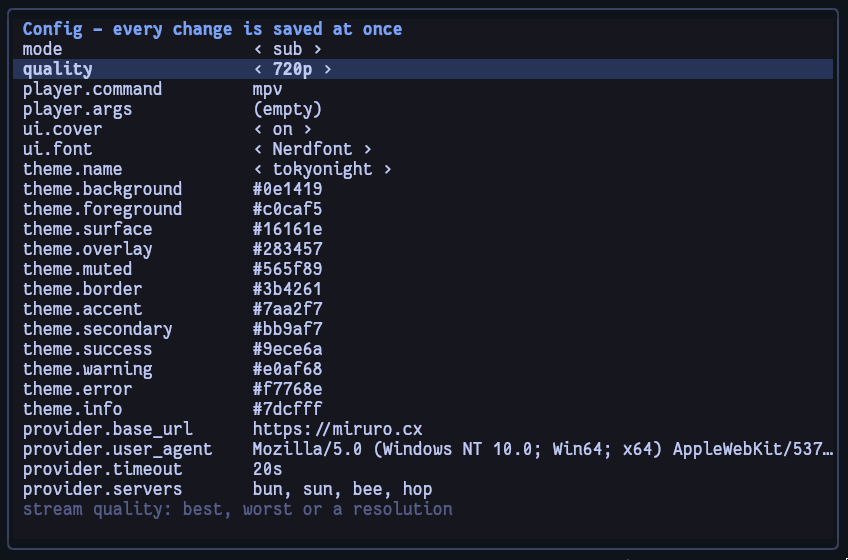 Config – every change is saved at once
mode ‹ sub ›
quality ‹ 720p ›
player.command mpv
player.args (empty)
ui.cover ‹ on ›
ui.font ‹ Nerdfont ›
theme.name ‹ tokyonight ›
theme.background #0e1419
theme.foreground #c0caf5
theme.surface #16161e
theme.overlay #283457
theme.muted #565f89
theme.border #3b4261
theme.accent #7aa2f7
theme.secondary #bb9af7
theme.success #9ece6a
theme.warning #e0af68
theme.error #f7768e
theme.info #7dcfff
provider.base_url https://miruro.cx
provider.user_agent Mozilla/5.0 (Windows NT 10.0; Win64; x64) AppleWebKit/537…
provider.timeout 20s
provider.servers bun, sun, bee, hop
stream quality: best, worst or a resolution